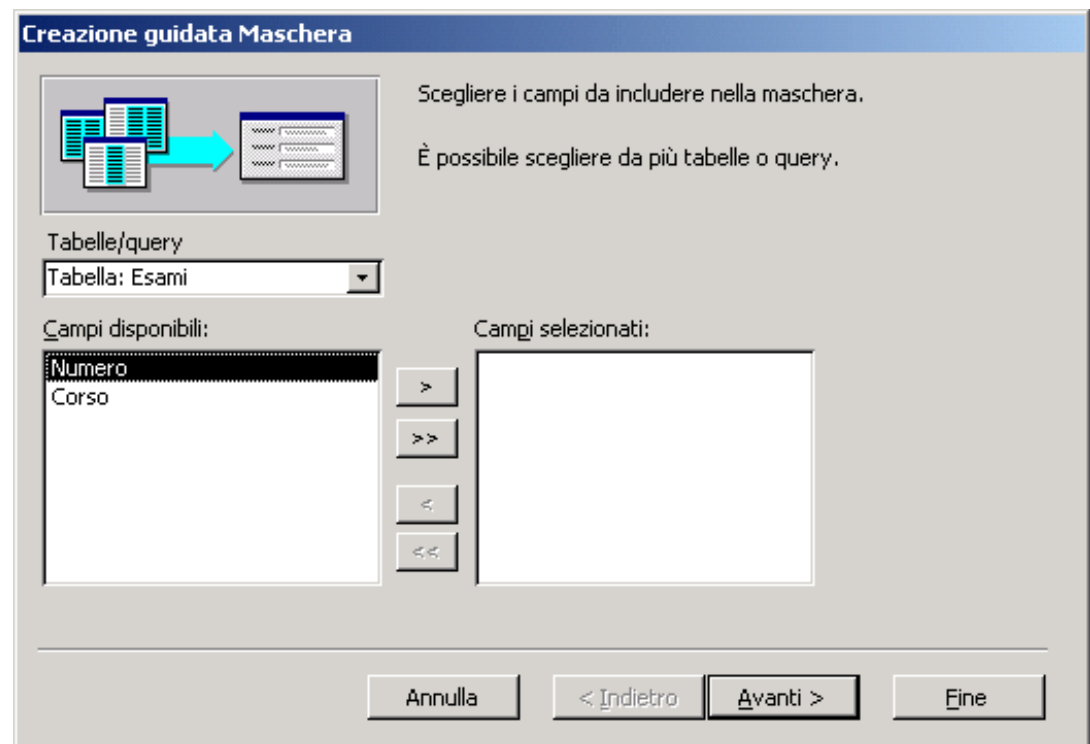 Creazione guidata Maschera
Scegliere i campi da includere nella maschera.
È possibile scegliere da più tabelle o query.
Tabelle/query
Tabella: Esami
Campi disponibili:
Campi selezionati:
Numero
Corso
>
>>
<
<<
Annulla
< Indietro
Avanti >
Fine